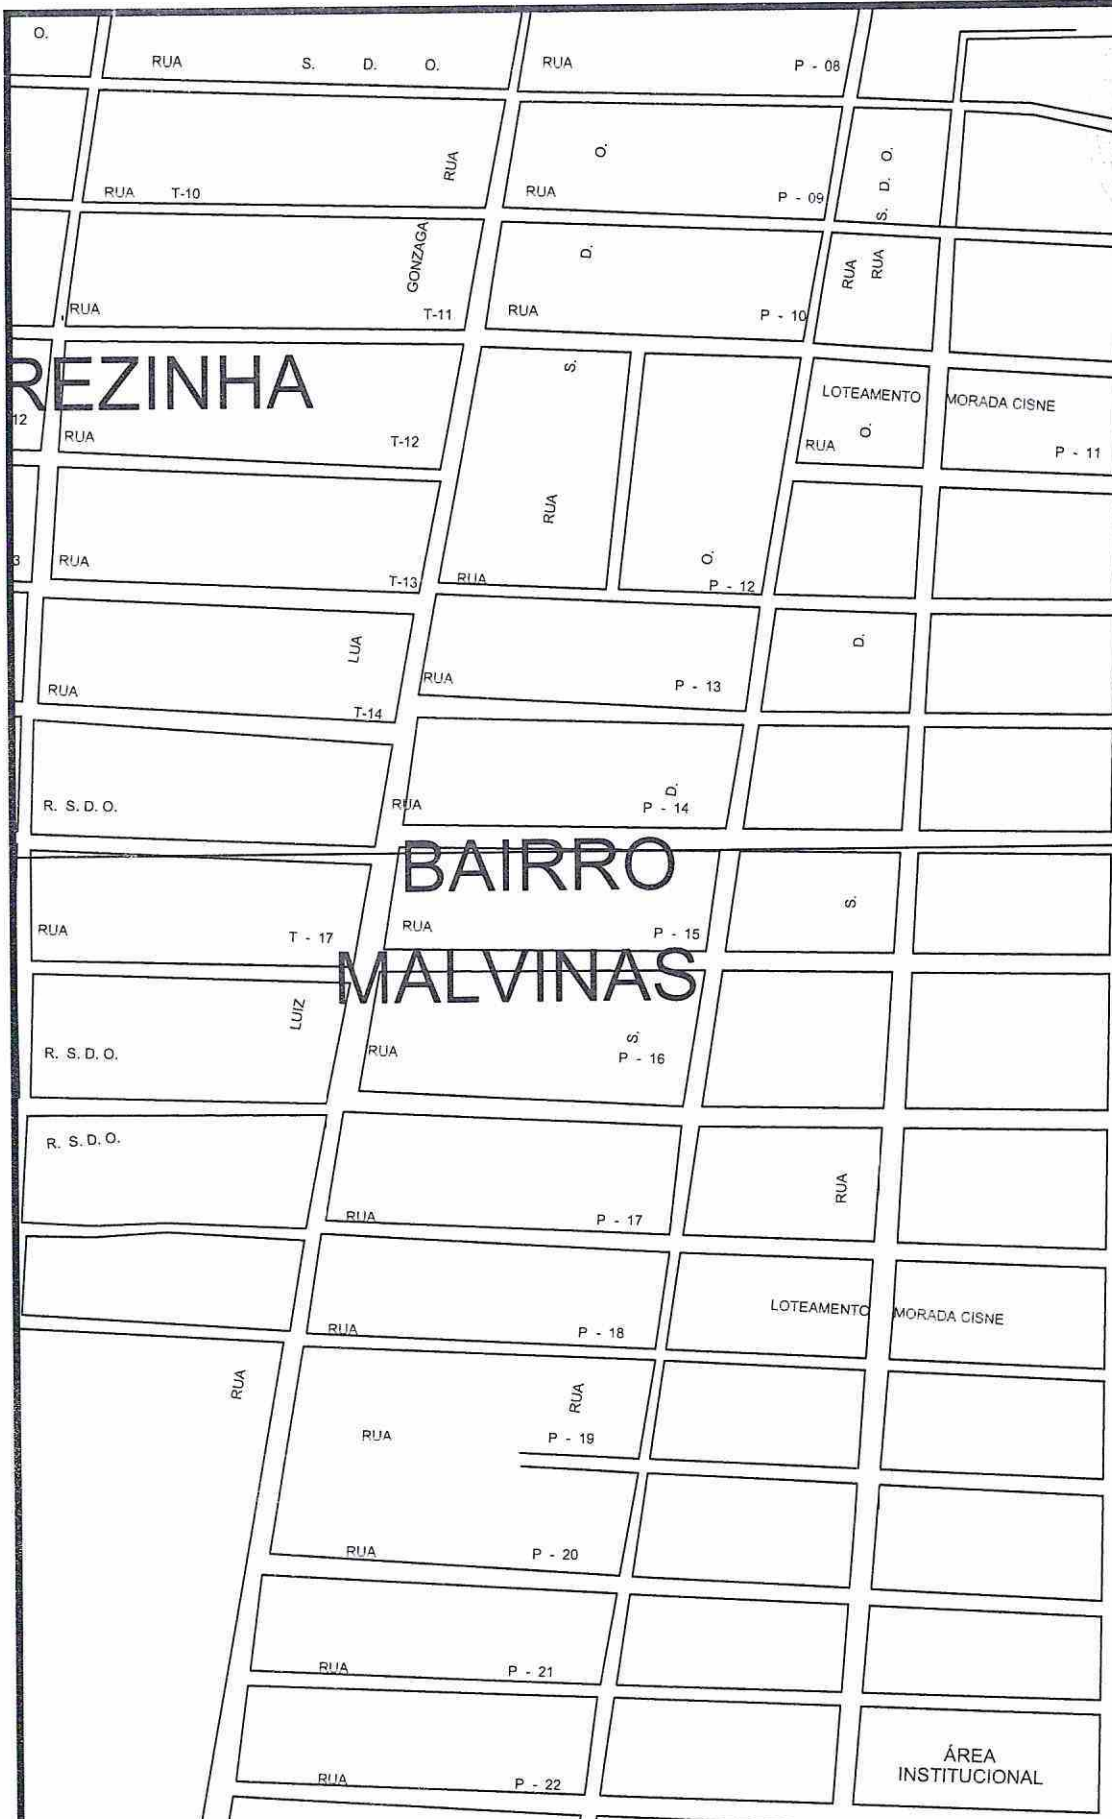 O.
RUA S. D. O.
RUA P - 08
RUA T-10
RUA
RUA P - 09
O.
S. D. O.
RUA
GONZAGA
D.
RUA
RUA
RUA T-11
RUA P - 10
REZINHA
S.
LOTEAMENTO MORADA CISNE
12
RUA T-12
RUA
O.
P - 11
RUA
3
RUA T-13
RUA P - 12
O.
LUA
D.
RUA T-14
RUA P - 13
R. S. D. O.
RUA P - 14
D.
BAIRRO
S.
RUA T - 17
RUA P - 15
MALVINAS
LUIZ
S.
R. S. D. O.
RUA P - 16
R. S. D. O.
RUA
RUA P - 17
LOTEAMENTO MORADA CISNE
RUA P - 18
RUA
RUA
RUA P - 19
RUA P - 20
RUA P - 21
ÁREA
INSTITUCIONAL
RUA P - 22